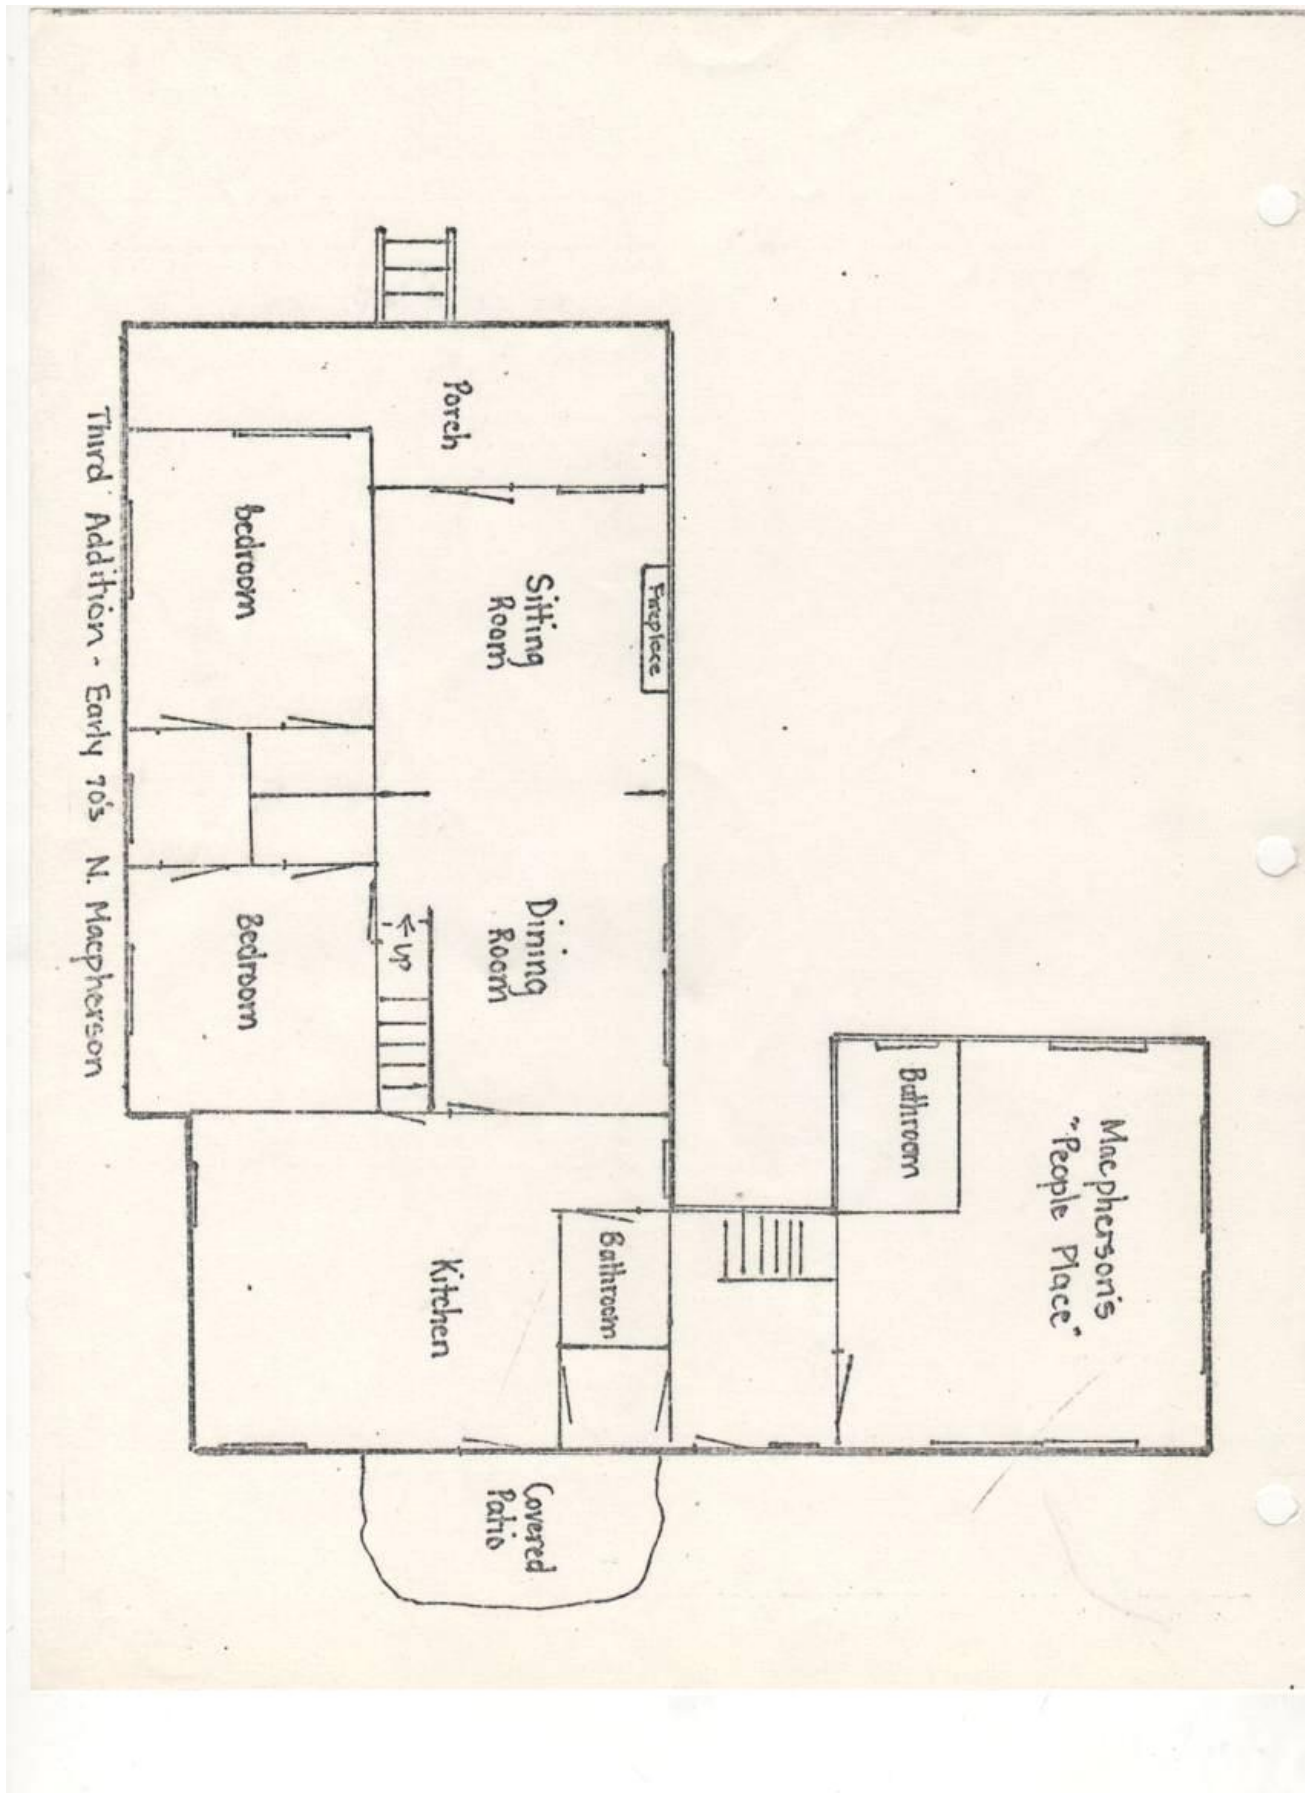 Macpherson's
"People Place"
Bathroom
Fireplace
Sitting
Room
Dining
Room
Bathroom
Covered
Patio
Porch
Kitchen
↑ UP
bedroom
Bedroom
Third Addition - Early 70's N. Macpherson